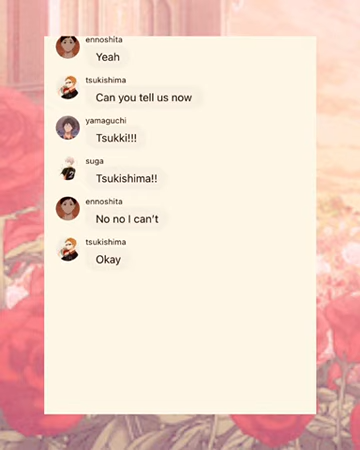 ennoshita
Yeah
tsukishima
Can you tell us now
yamaguchi
Tsukki!!!
suga
Tsukishima!!
ennoshita
No no I can't
tsukishima
Okay